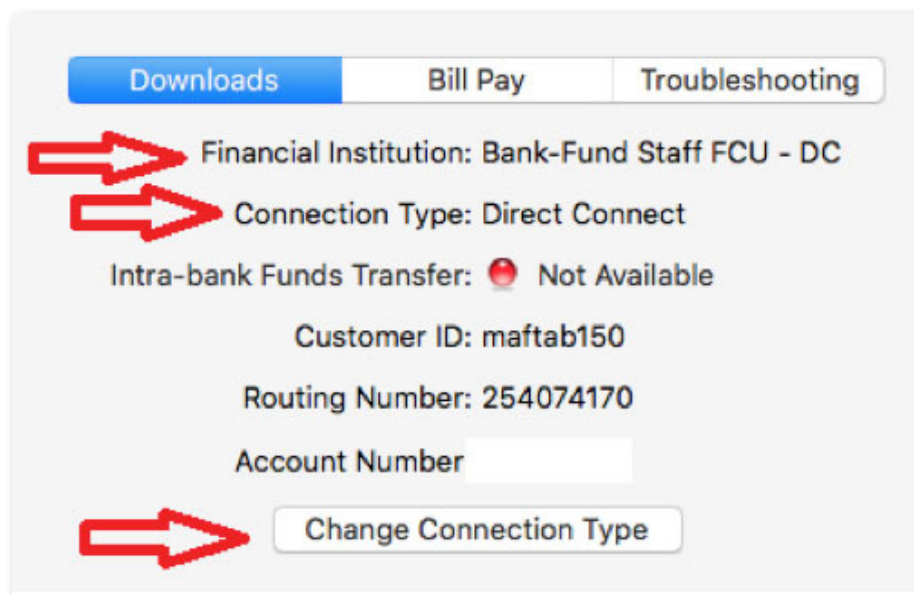 Downloads Bill Pay Troubleshooting
Financial Institution: Bank-Fund Staff FCU - DC
Connection Type: Direct Connect
Intra-bank Funds Transfer: Not Available
Customer ID: maftab150
Routing Number: 254074170
Account Number
Change Connection Type